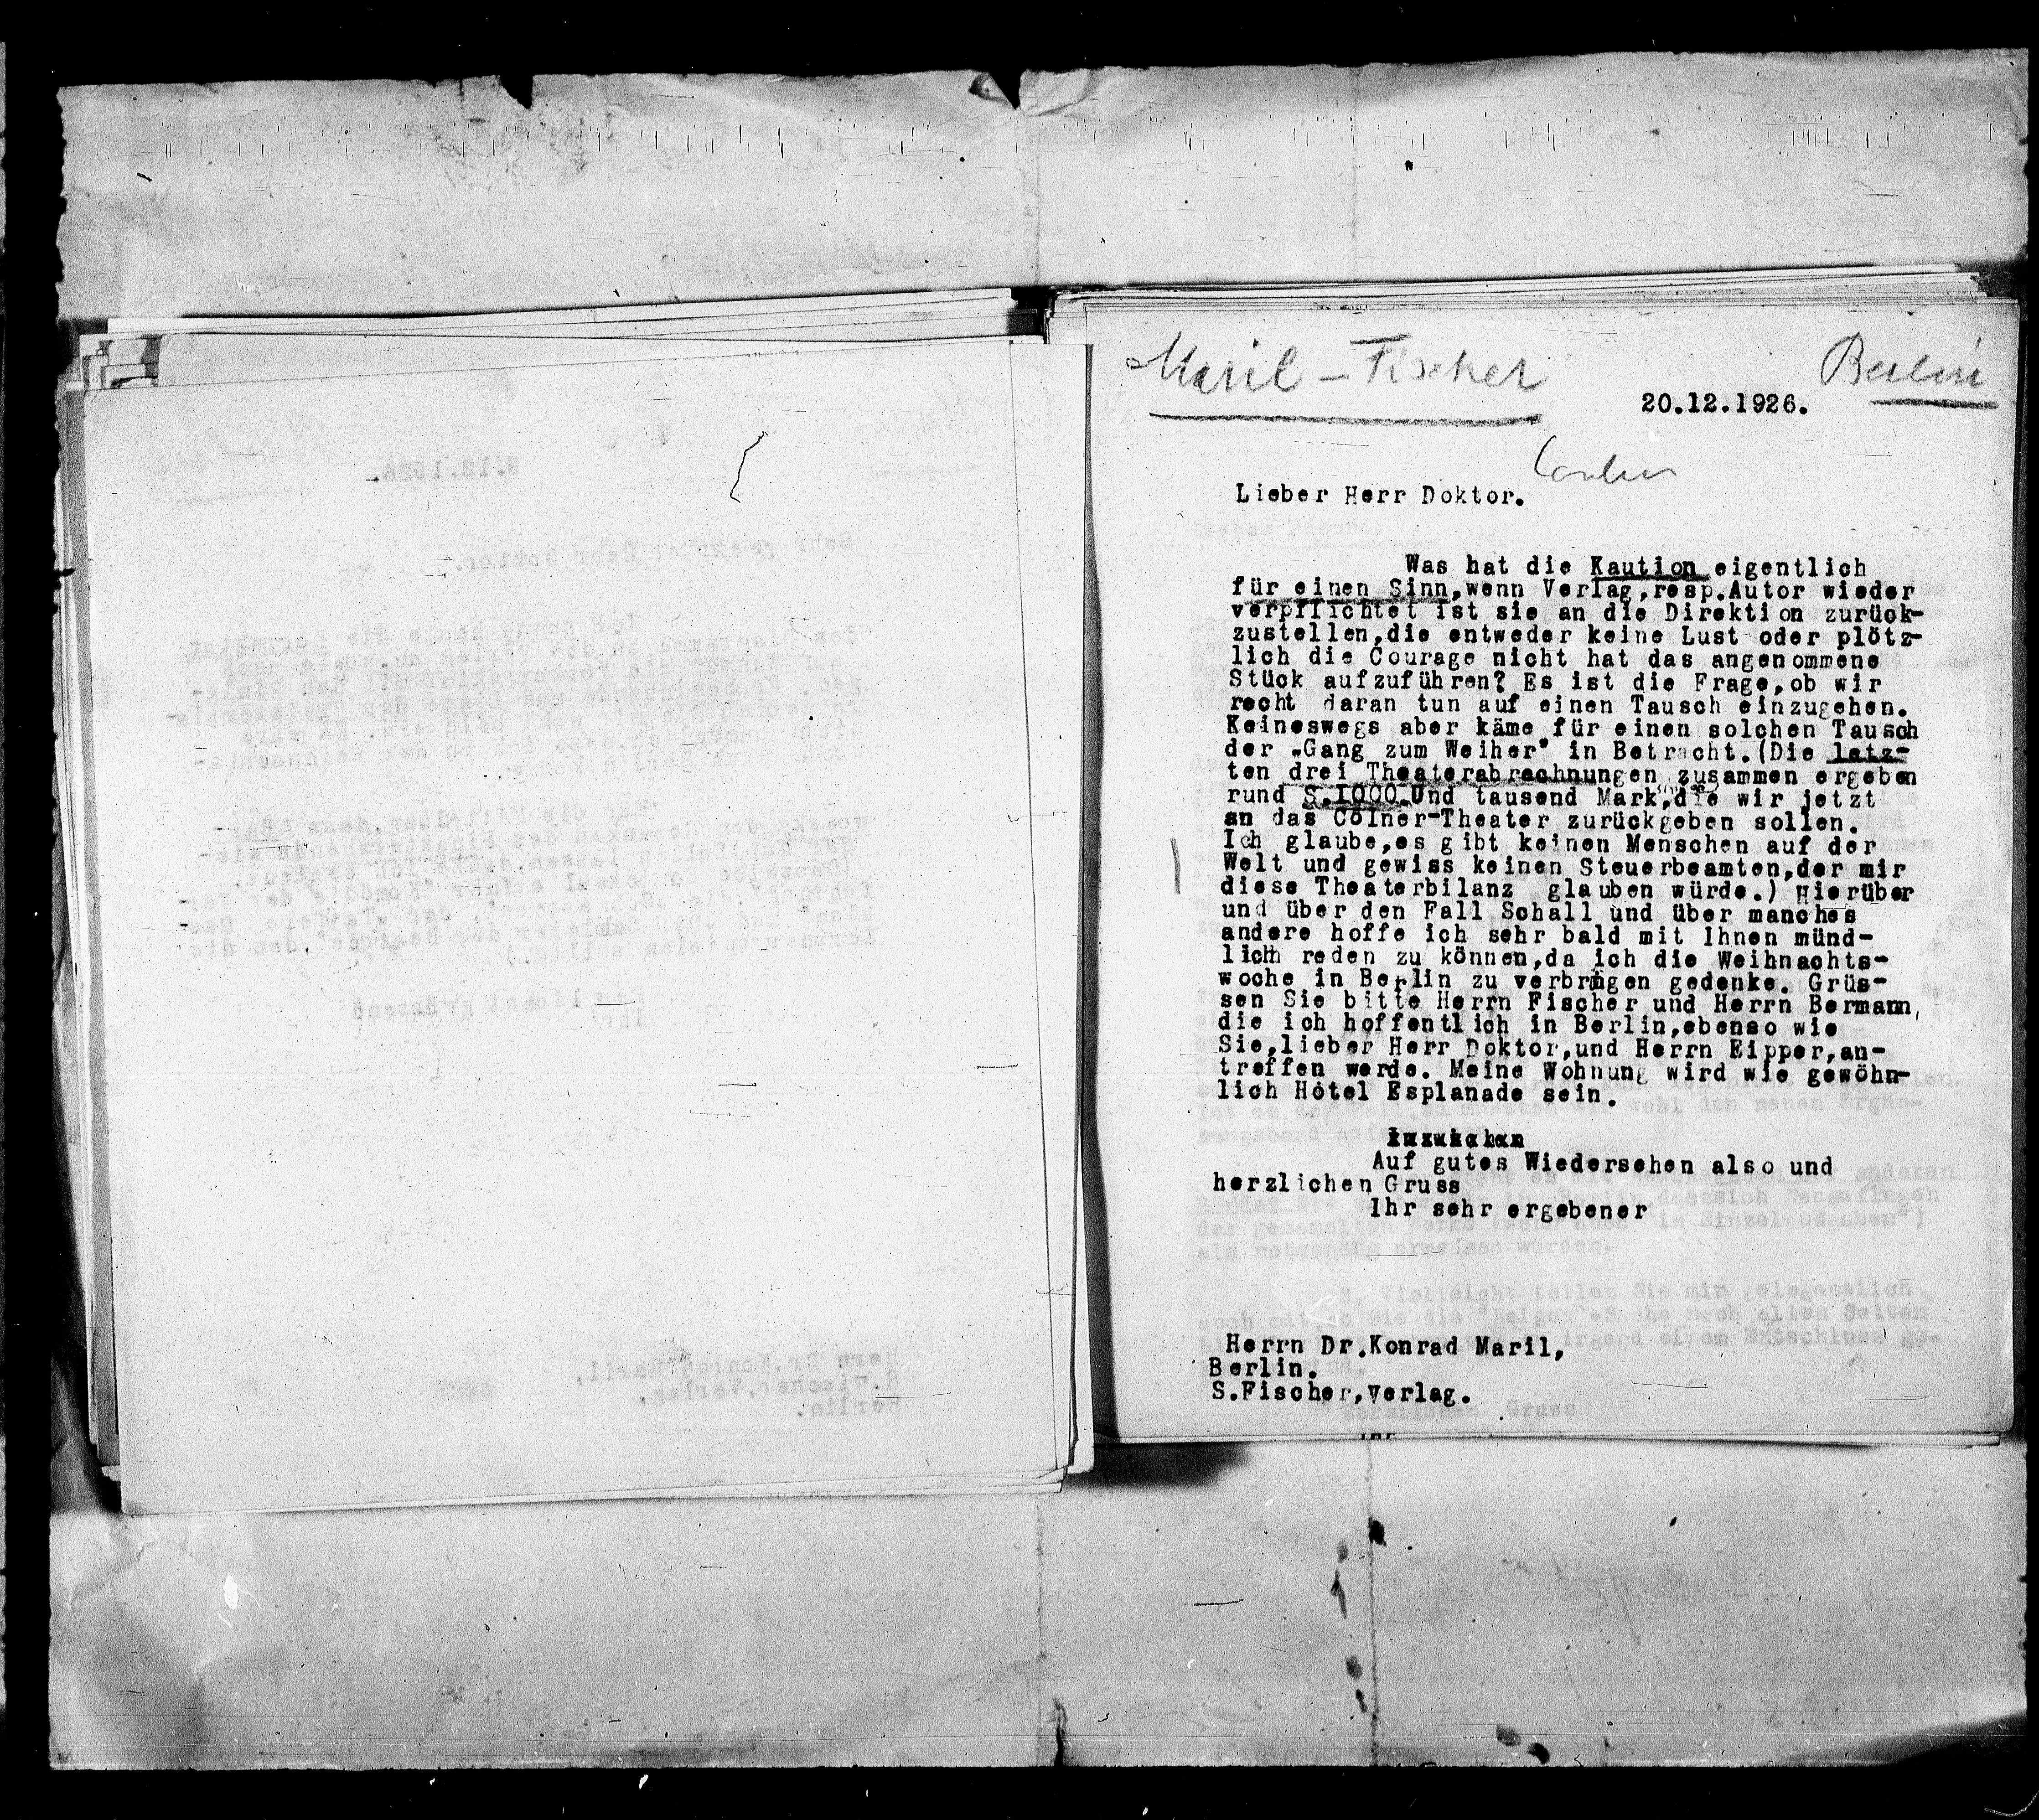 Maril - Fischer
Berlin
20.12.1926.
Lieber Herr Doktor.
Was hat die Kaution eigentlich
für einen Sinn,wenn Verlag,resp.Autor wieder
verpflichtet ist sie an die Direktion zurück-
zustellen,die entweder keine Lust oder plötz-
lich die Courage nicht hat das angenommene
Stück aufzuführen? Es ist die Frage,ob wir
recht daran tun auf einen Tausch einzugehen.
Keineswegs aber käme für einen solchen Tausch
der „Gang zum Weiher" in Betracht.(Die letz-
ten drei Theaterabrechnungen zusammen ergeben
rund S.1000.Und tausend Mark,die wir jetzt
an das Cölner-Theater zurückgeben sollen.
Ich glaube,es gibt keinen Menschen auf der
Welt und gewiss keinen Steuerbeamten,der mir
diese Theaterbilanz glauben würde.) Hierüber
und über den Fall Schall und über manches
andere hoffe ich sehr bald mit Ihnen münd-
lich reden zu können,da ich die Weihnachts-
woche in Berlin zu verbringen gedenke. Grüs-
sen Sie bitte Herrn Fischer und Herrn Bermann,
die ich hoffentlich in Berlin,ebenso wie
Sie,lieber Herr Doktor,und Herrn Eipper,an-
treffen werde. Meine Wohnung wird wie gewöhn-
lich Hotel Esplanade sein.
Auf gutes Wiedersehen also und
herzlichen Gruss
Ihr sehr ergebener
Herrn Dr.Konrad Maril,
Berlin.
S.Fischer,Verlag.